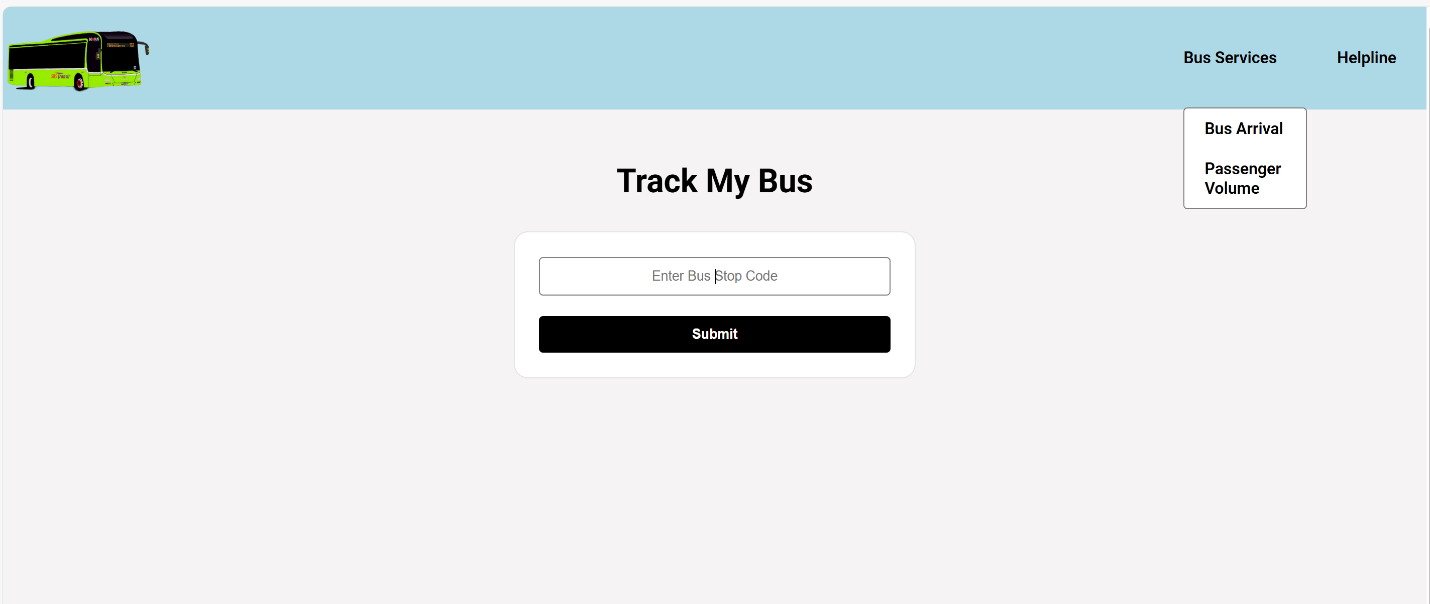 Bus Services
Helpline
Bus Arrival
Passenger
Volume
Track My Bus
Enter Bus Stop Code
Submit